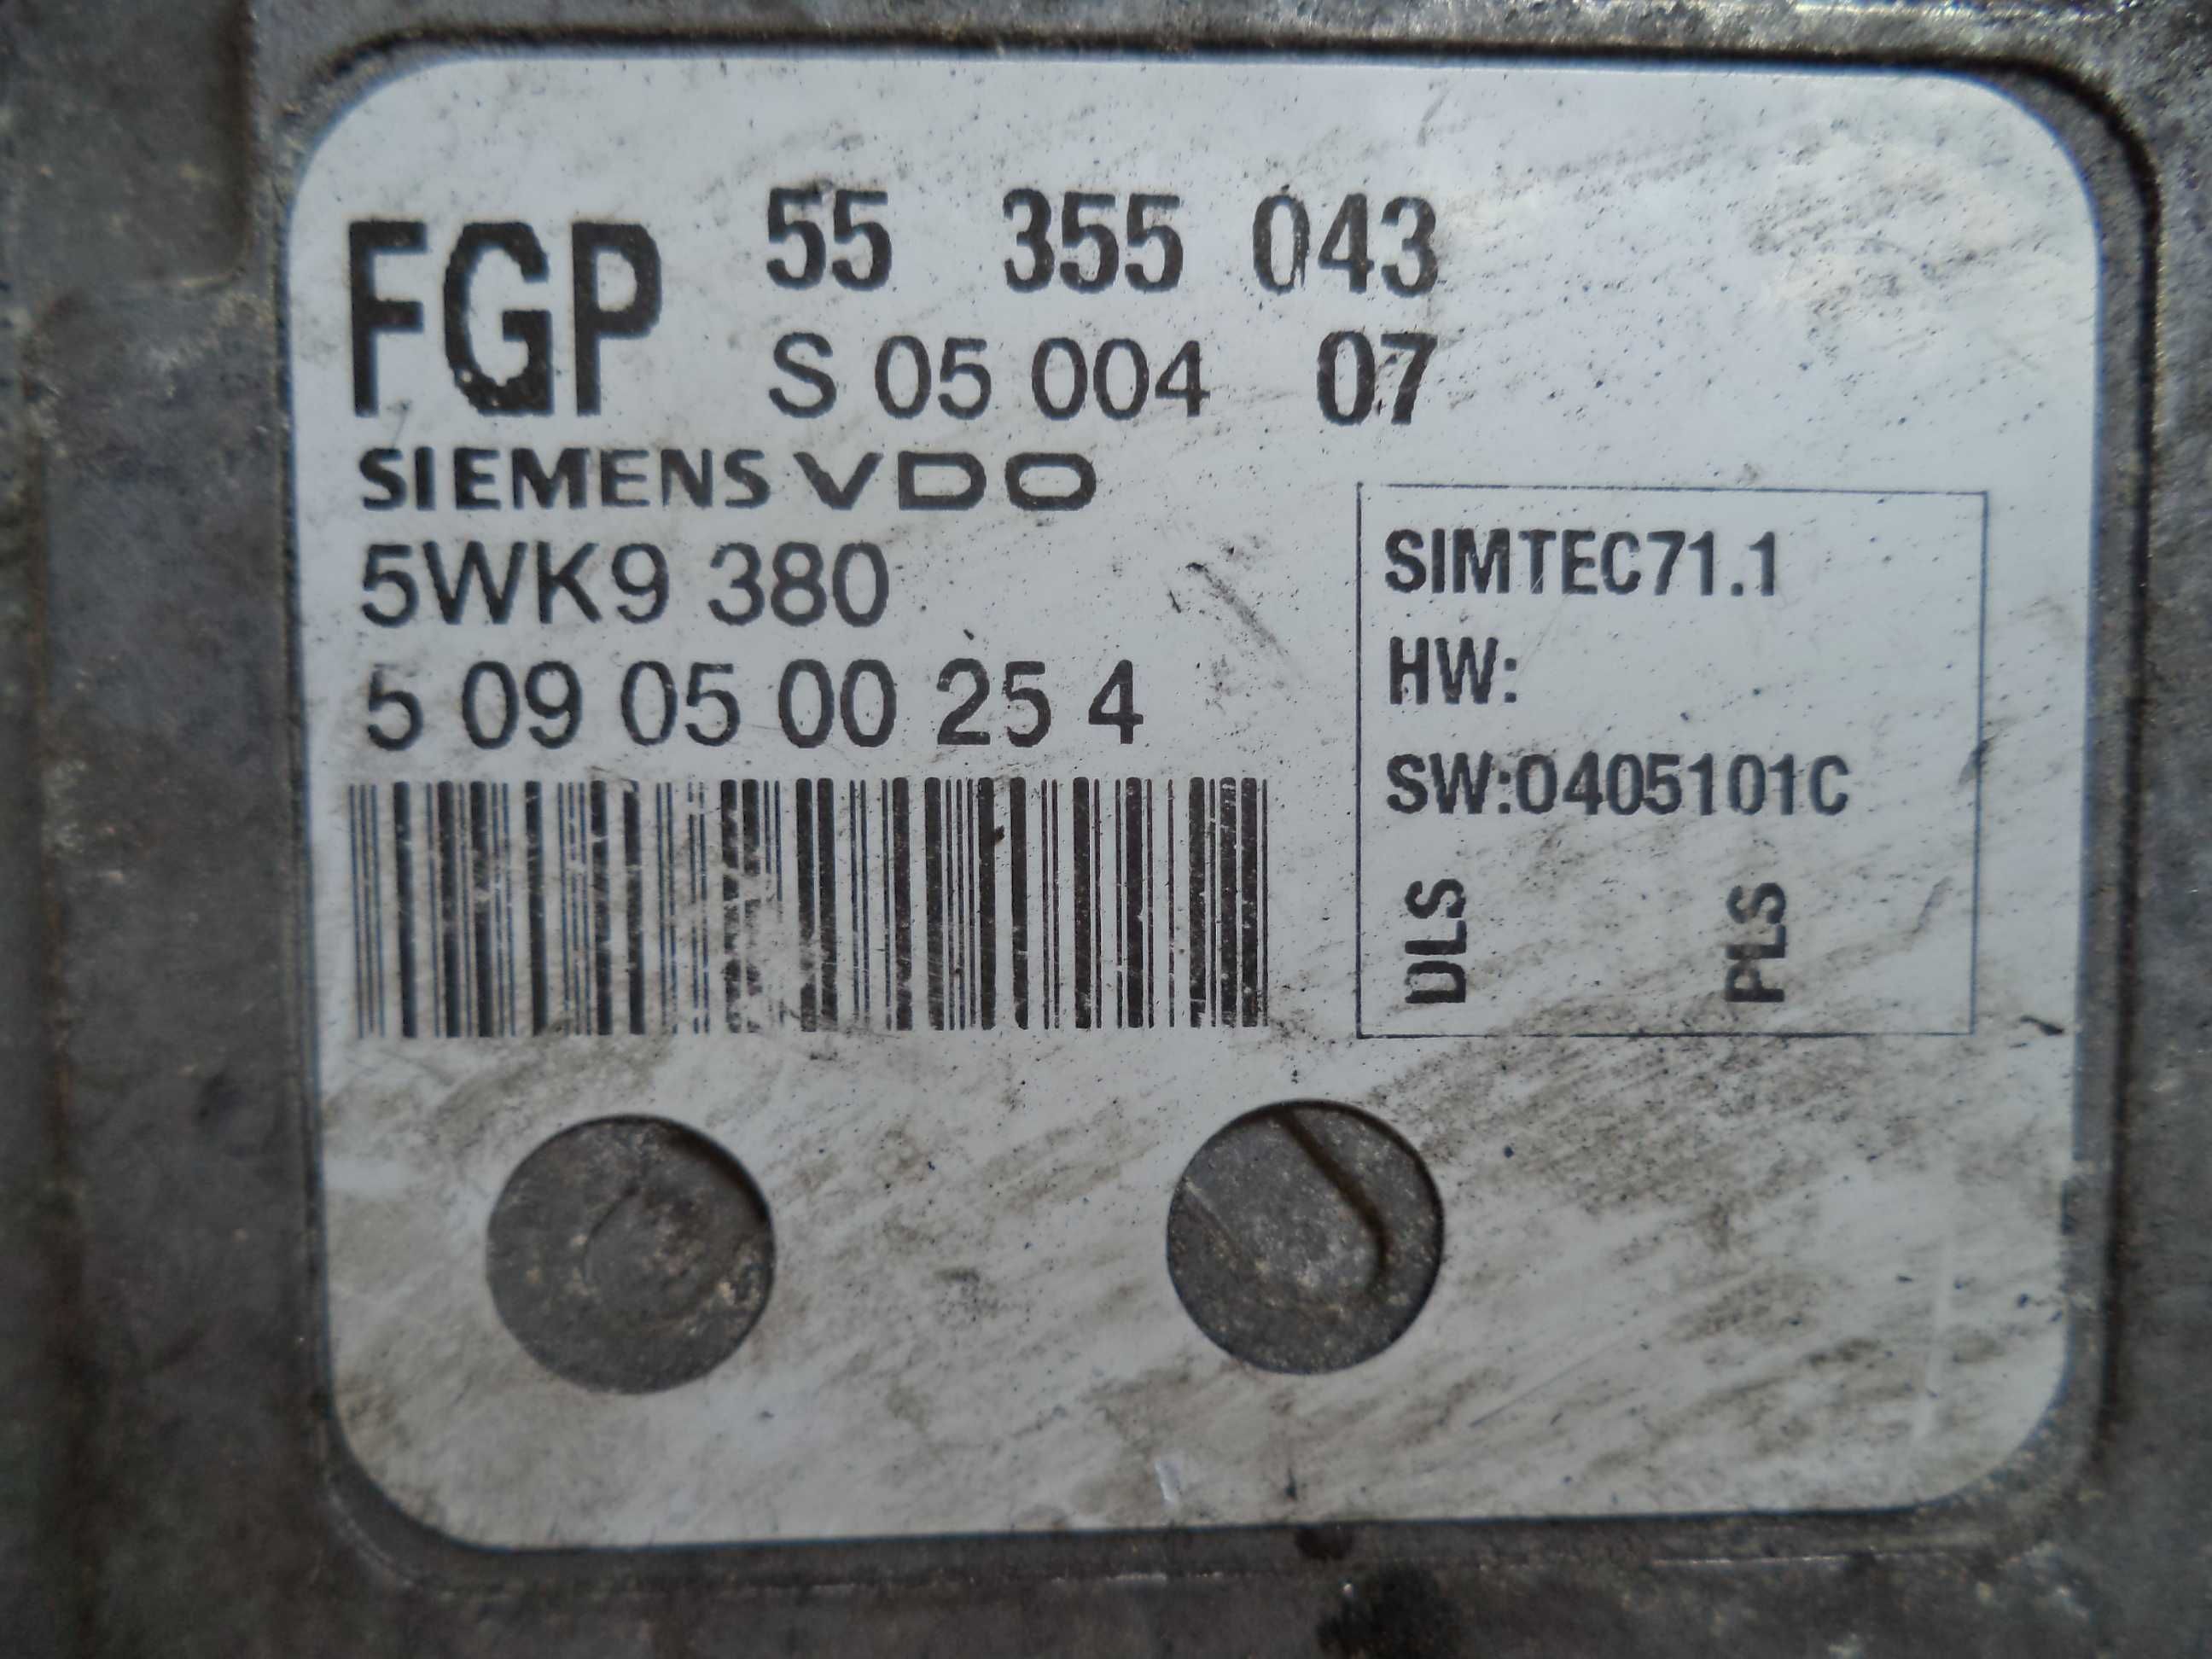 FGP 55 355 043
S 05 004 07
SIEMENS VDO
5WK9 380
5 09 05 00 25 4
SIMTEC71.1
HW:
SW:0405101C
DLS PLS